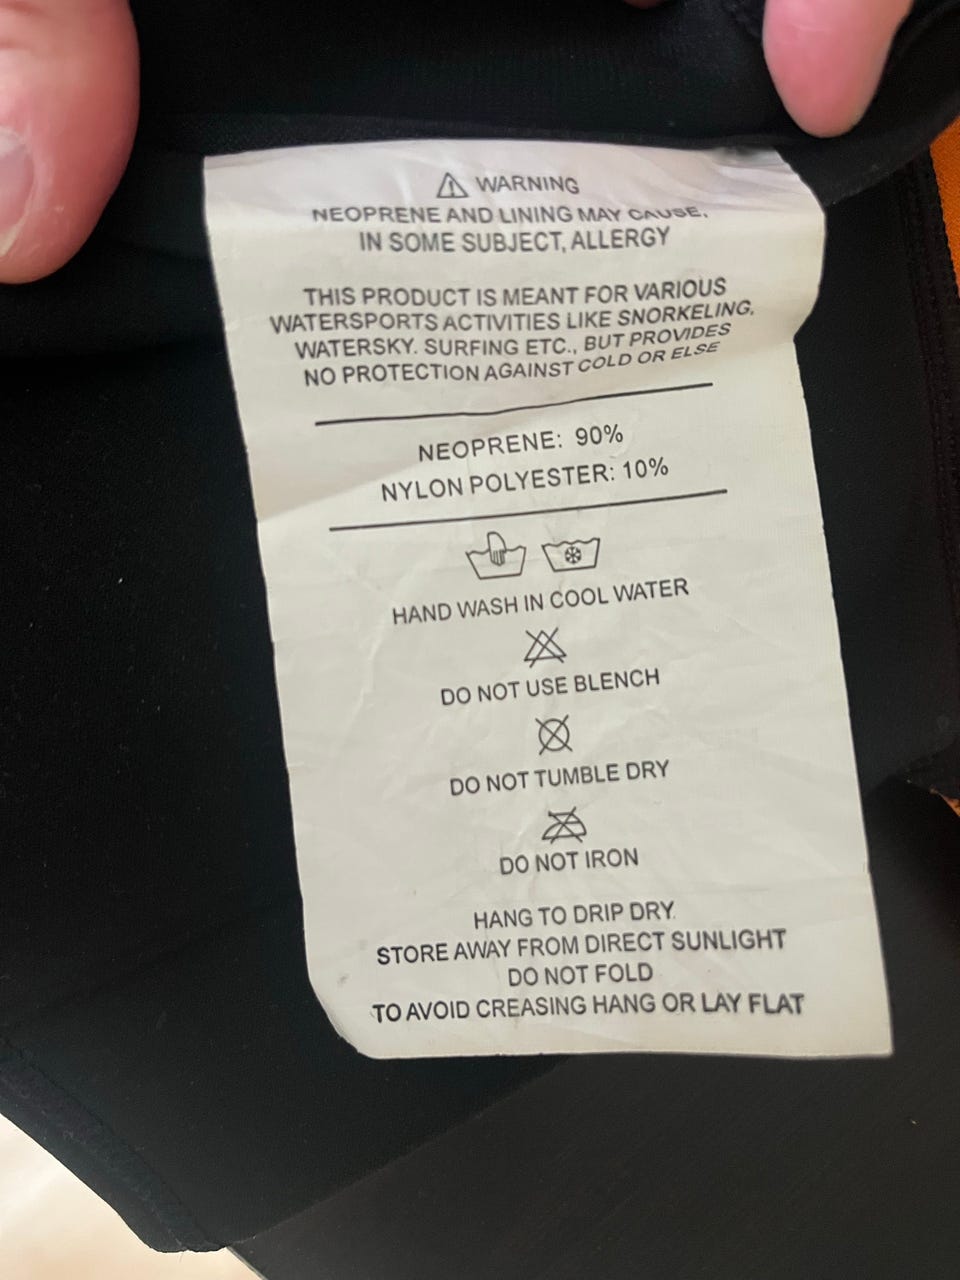 WARNING
NEOPRENE AND LINING MAY CAUSE,
IN SOME SUBJECT, ALLERGY
THIS PRODUCT IS MEANT FOR VARIOUS
WATERSPORTS ACTIVITIES LIKE SNORKELING,
WATERSKY. SURFING ETC., BUT PROVIDES
NO PROTECTION AGAINST COLD OR ELSE
NEOPRENE: 90%
NYLON POLYESTER: 10%
HAND WASH IN COOL WATER
DO NOT USE BLENCH
DO NOT TUMBLE DRY
DO NOT IRON
HANG TO DRIP DRY.
STORE AWAY FROM DIRECT SUNLIGHT
DO NOT FOLD
TO AVOID CREASING HANG OR LAY FLAT